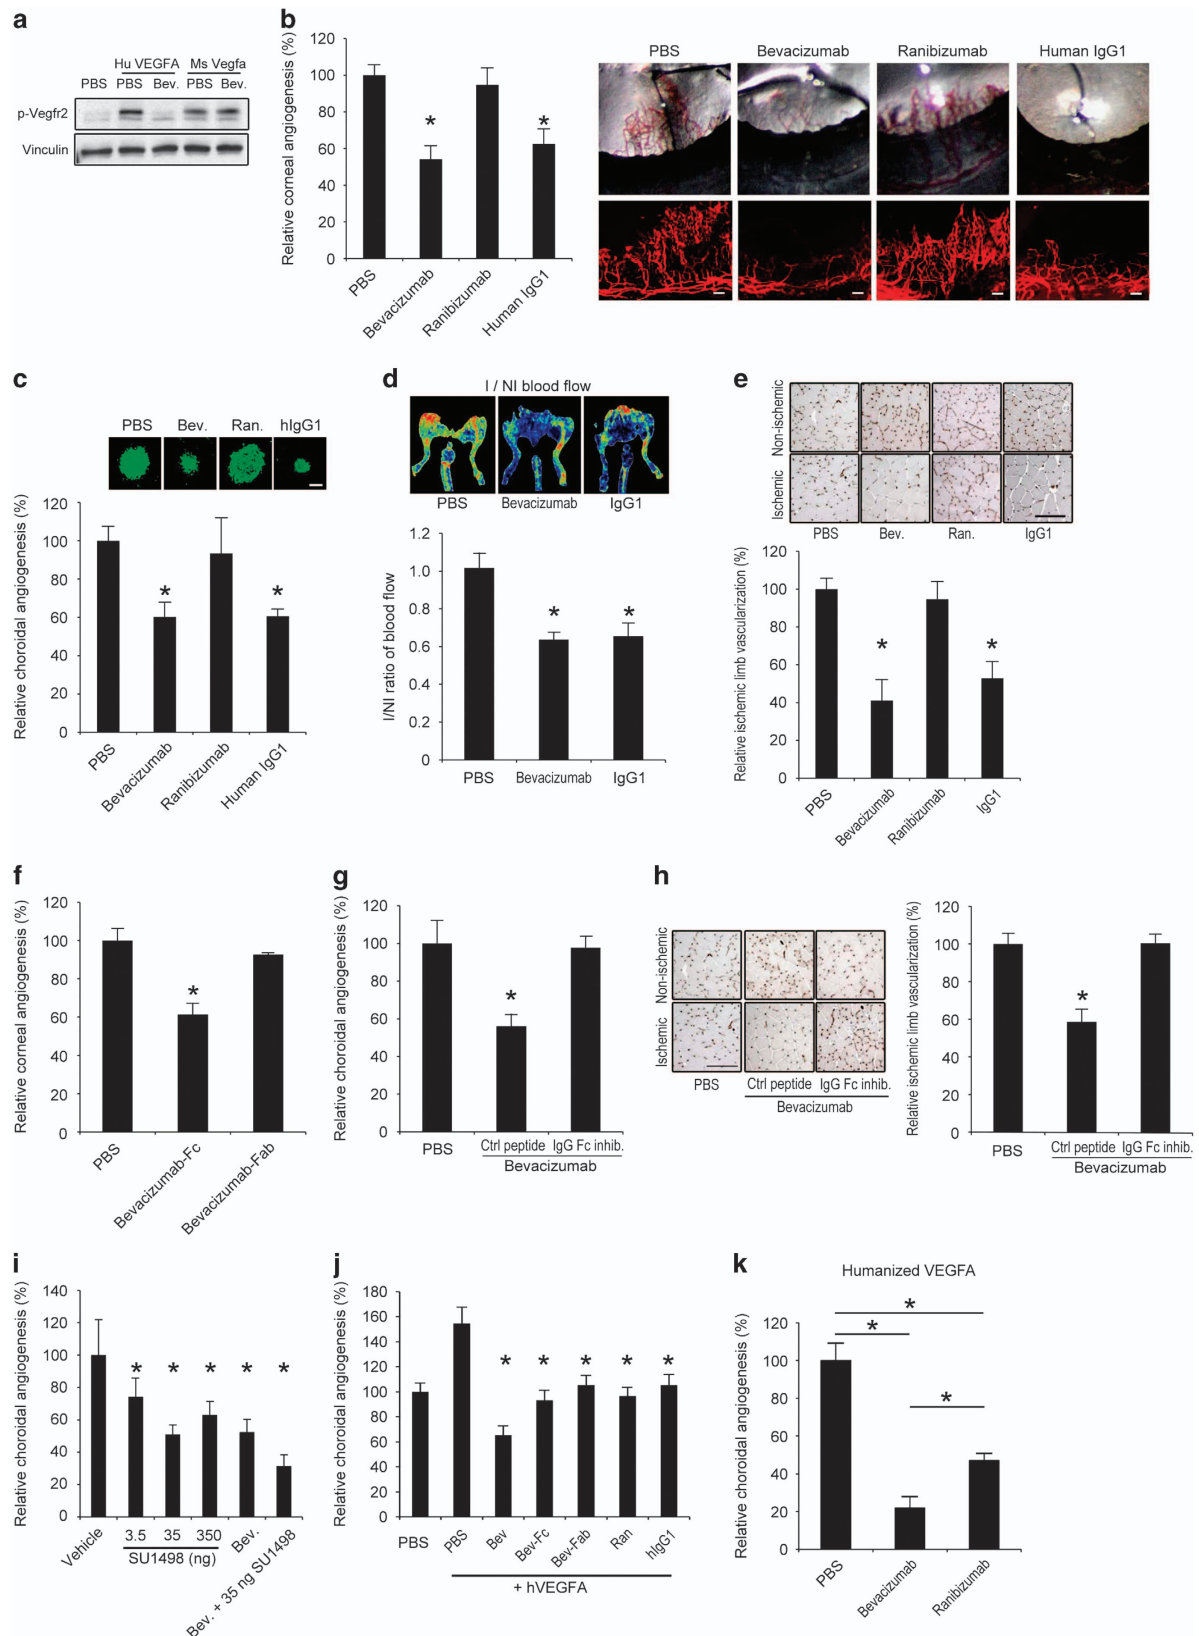 a
Hu VEGFA Ms Vegfa
PBS PBS Bev. PBS Bev.
p-Vegfr2
Vinculin
b
Relative corneal angiogenesis (%)
120
100
80
60
40
20
0
* *
PBS
Bevacizumab
Ranibizumab
Human IgG1
PBS Bevacizumab Ranibizumab Human IgG1
c
PBS Bev. Ran. hIgG1
Relative choroidal angiogenesis (%)
120
100
80
60
40
20
0
* *
PBS
Bevacizumab
Ranibizumab
Human IgG1
d
I / NI blood flow
PBS Bevacizumab IgG1
I/NI ratio of blood flow
1.2
1.0
0.8
0.6
0.4
0.2
0
* *
PBS Bevacizumab IgG1
e
Non-ischemic
Ischemic
PBS Bev. Ran. IgG1
Relative ischemic limb vascularization (%)
120
100
80
60
40
20
0
* *
PBS
Bevacizumab
Ranibizumab
IgG1
f
Relative corneal angiogenesis (%)
120
100
80
60
40
20
0
*
PBS
Bevacizumab-Fc
Bevacizumab-Fab
g
Relative choroidal angiogenesis (%)
120
100
80
60
40
20
0
*
PBS Ctrl peptide IgG Fc inhib.
Bevacizumab
h
Non-ischemic
Ischemic
PBS Ctrl peptide IgG Fc inhib.
Bevacizumab
Relative ischemic limb vascularization (%)
120
100
80
60
40
20
0
*
PBS Ctrl peptide IgG Fc inhib.
Bevacizumab
i
Relative choroidal angiogenesis (%)
140
120
100
80
60
40
20
0
* * * * *
Vehicle
3.5 35 350
SU1498 (ng)
Bev.
Bev. + 35 ng SU1498
j
Relative choroidal angiogenesis (%)
180
160
140
120
100
80
60
40
20
0
* * * * *
PBS
PBS
Bev
Bev-Fc
Bev-Fab
Ran
hIgG1
+ hVEGFA
k
Humanized VEGFA
Relative choroidal angiogenesis (%)
120
100
80
60
40
20
0
*
*
*
PBS
Bevacizumab
Ranibizumab